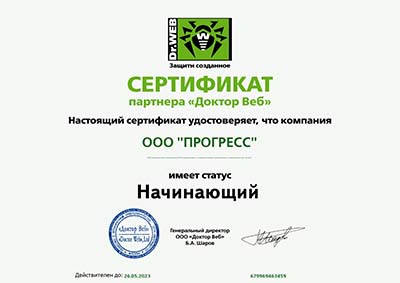 Dr.WEB
Защити созданное
СЕРТИФИКАТ
партнера «Доктор Веб»
Настоящий сертификат удостоверяет, что компания
ООО "ПРОГРЕСС"
имеет статус
Начинающий
«Доктор Веб»
«Doctor Web, Ltd»
Генеральный директор
ООО «Доктор Веб»
Б.А. Шаров
Действителен до: 26.05.2023